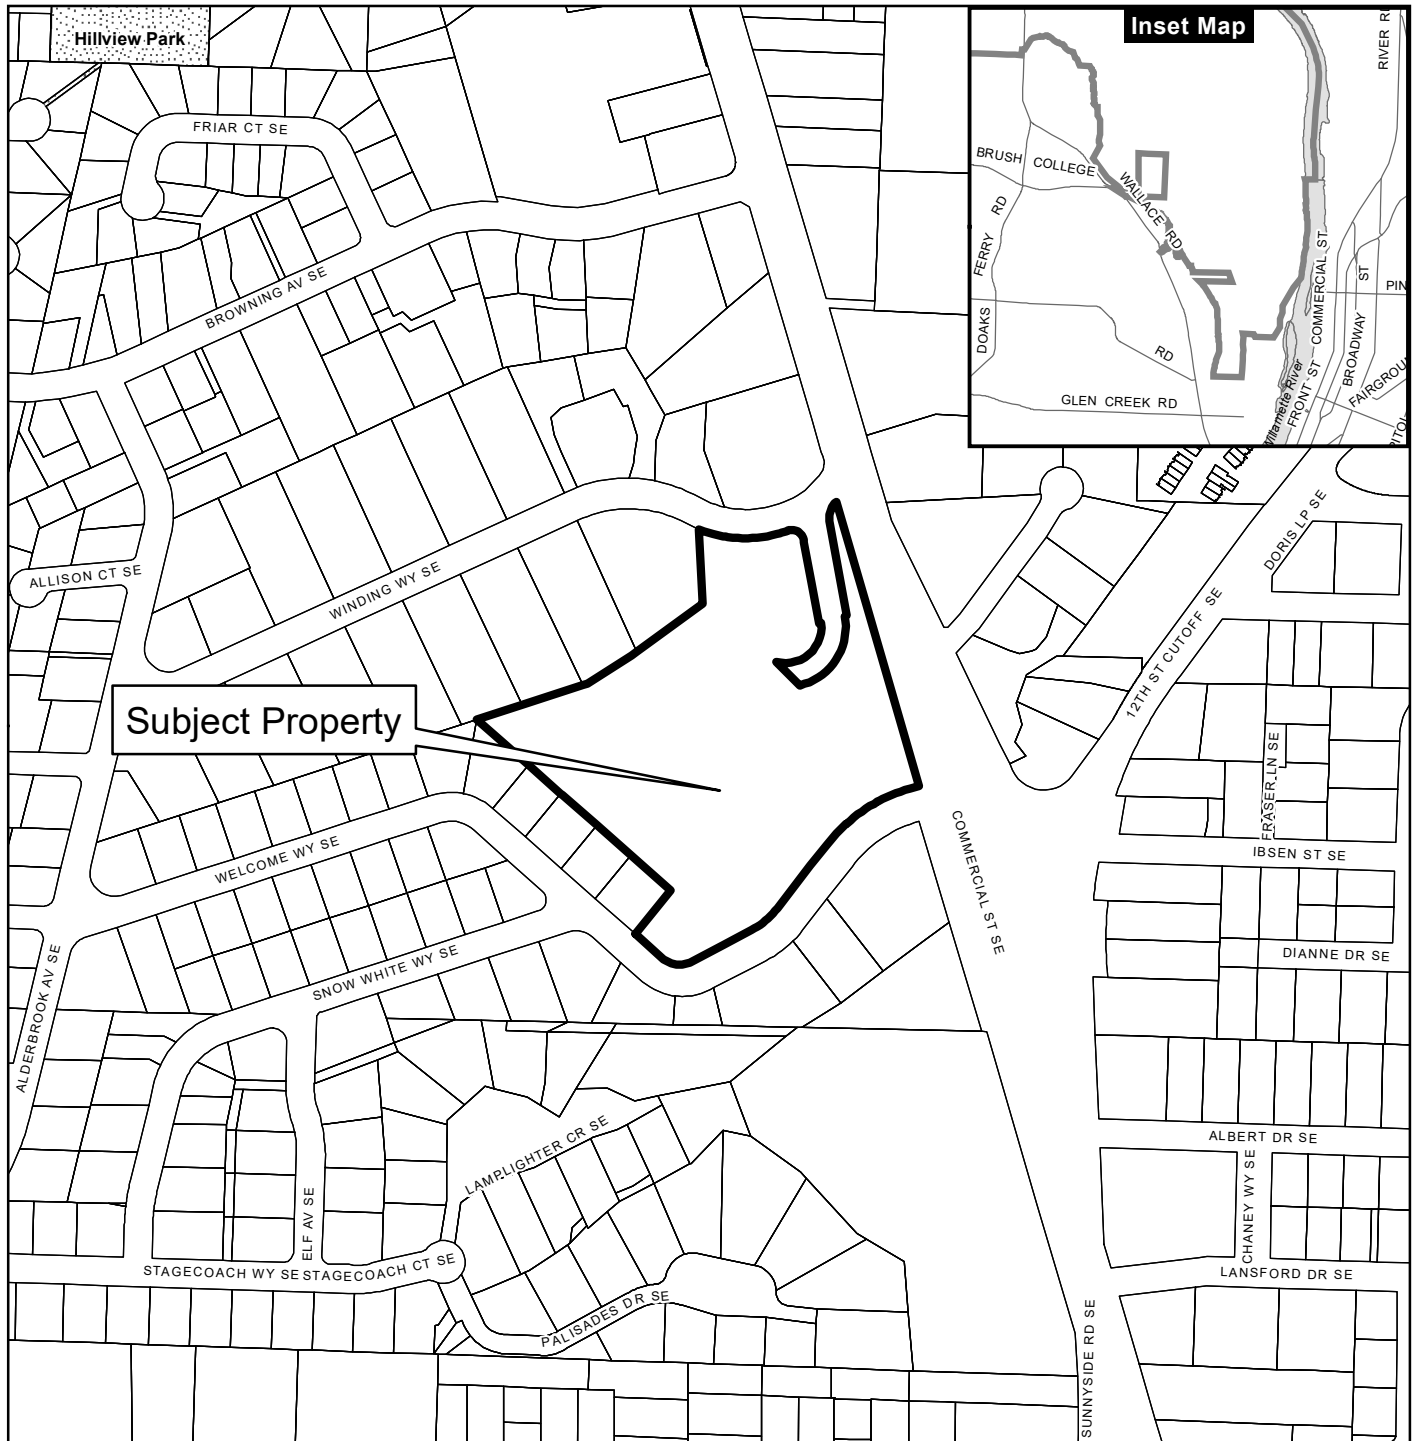 Hillview Park
Inset Map
RIVER R
BRUSH COLLEGE
WALLACE RD
DOAKS FERRY RD
RD
GLEN CREEK RD
Willamette River
FRONT ST
COMMERCIAL ST
BROADWAY ST
PIN
FAIRGROU
PITO
FRIAR CT SE
BROWNING AV SE
ALLISON CT SE
WINDING WY SE
DORIS LP SE
12TH ST CUTOFF SE
Subject Property
FRASER LN SE
COMMERCIAL ST SE
WELCOME WY SE
IBSEN ST SE
SNOW WHITE WY SE
DIANNE DR SE
ALDERBROOK AV SE
LAMPLIGHTER CR SE
ALBERT DR SE
CHANEY WY SE
ELF AV SE
STAGECOACH WY SE
STAGECOACH CT SE
LANSFORD DR SE
PALISADES DR SE
SUNNYSIDE RD SE